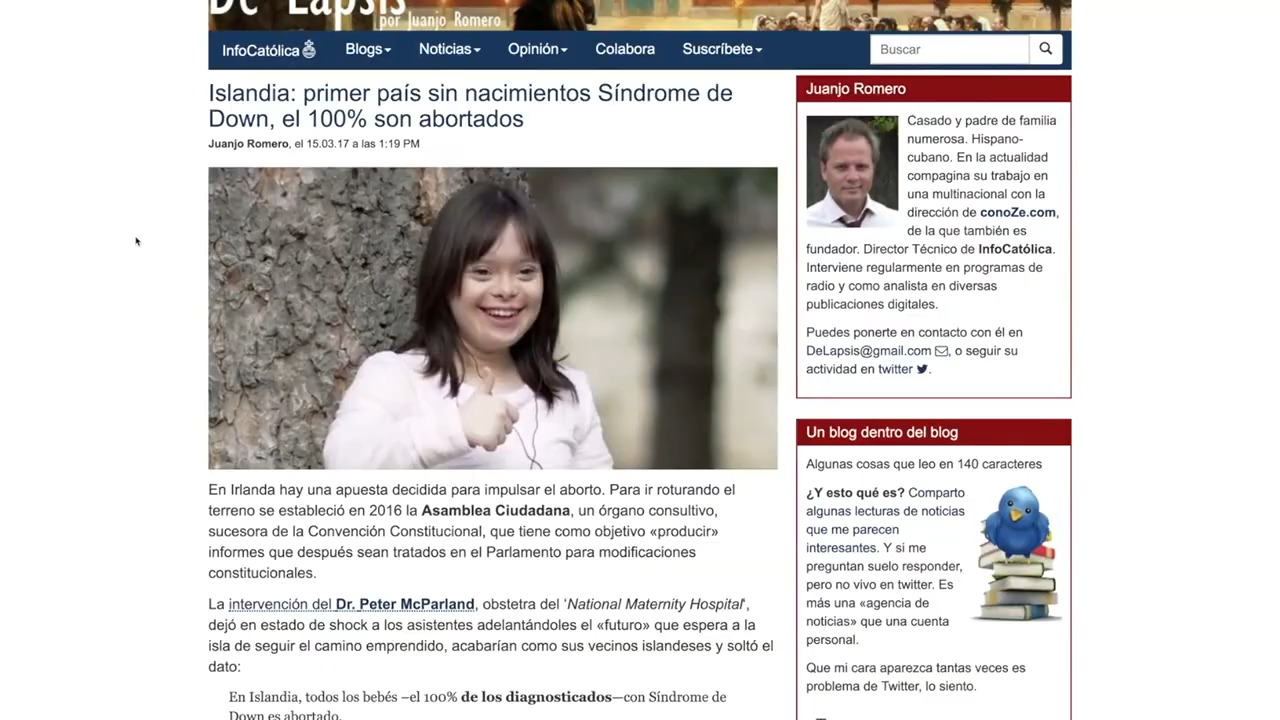 De Lapsis
por Juanjo Romero
InfoCatólica
Blogs
Noticias
Opinión
Colabora
Suscríbete
Buscar
Islandia: primer país sin nacimientos Síndrome de
Down, el 100% son abortados
Juanjo Romero, el 15.03.17 a las 1:19 PM
En Irlanda hay una apuesta decidida para impulsar el aborto. Para ir roturando el
terreno se estableció en 2016 la Asamblea Ciudadana, un órgano consultivo,
sucesora de la Convención Constitucional, que tiene como objetivo «producir»
informes que después sean tratados en el Parlamento para modificaciones
constitucionales.
La intervención del Dr. Peter McParland, obstetra del 'National Maternity Hospital',
dejó en estado de shock a los asistentes adelantándoles el «futuro» que espera a la
isla de seguir el camino emprendido, acabarían como sus vecinos islandeses y soltó el
dato:
En Islandia, todos los bebés –el 100% de los diagnosticados—con Síndrome de
Down es abortado.
Juanjo Romero
Casado y padre de familia
numerosa. Hispano-
cubano. En la actualidad
compagina su trabajo en
una multinacional con la
dirección de conoZe.com,
de la que también es
fundador. Director Técnico de InfoCatólica.
Interviene regularmente en programas de
radio y como analista en diversas
publicaciones digitales.
Puedes ponerte en contacto con él en
DeLapsis@gmail.com, o seguir su
actividad en twitter.
Un blog dentro del blog
Algunas cosas que leo en 140 caracteres
¿Y esto qué es? Comparto
algunas lecturas de noticias
que me parecen
interesantes. Y si me
preguntan suelo responder,
pero no vivo en twitter. Es
más una «agencia de
noticias» que una cuenta
personal.
Que mi cara aparezca tantas veces es
problema de Twitter, lo siento.